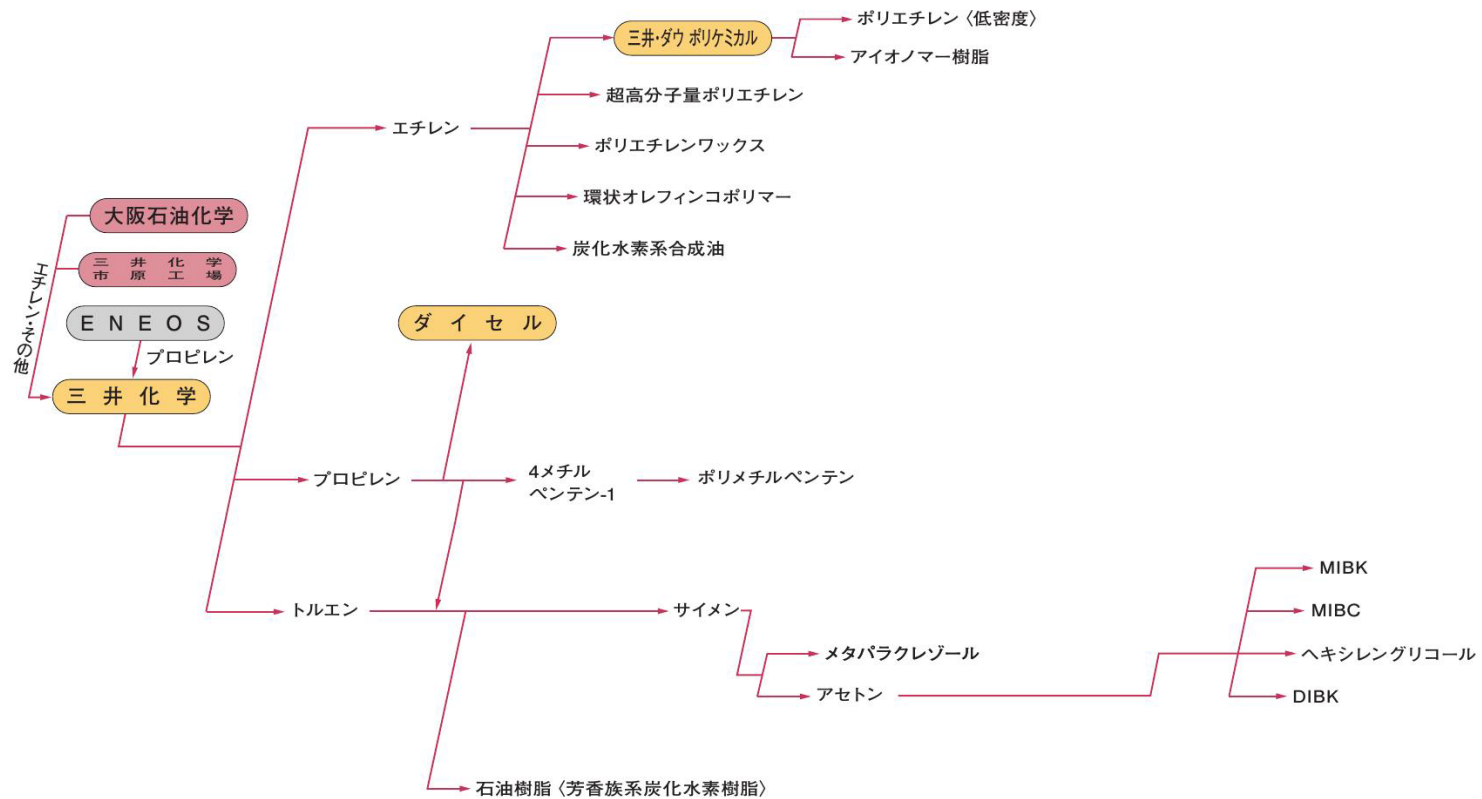 三井・ダウ ポリケミカル
ポリエチレン〈低密度〉
アイオノマー樹脂
超高分子量ポリエチレン
エチレン
ポリエチレンワックス
環状オレフィンコポリマー
炭化水素系合成油
大阪石油化学
三井化学
市原工場
エチレン・その他
ENEOS
プロピレン
三井化学
ダイセル
プロピレン
4メチル
ペンテン-1
ポリメチルペンテン
トルエン
サイメン
メタパラクレゾール
アセトン
MIBK
MIBC
ヘキシレングリコール
DIBK
石油樹脂〈芳香族系炭化水素樹脂〉